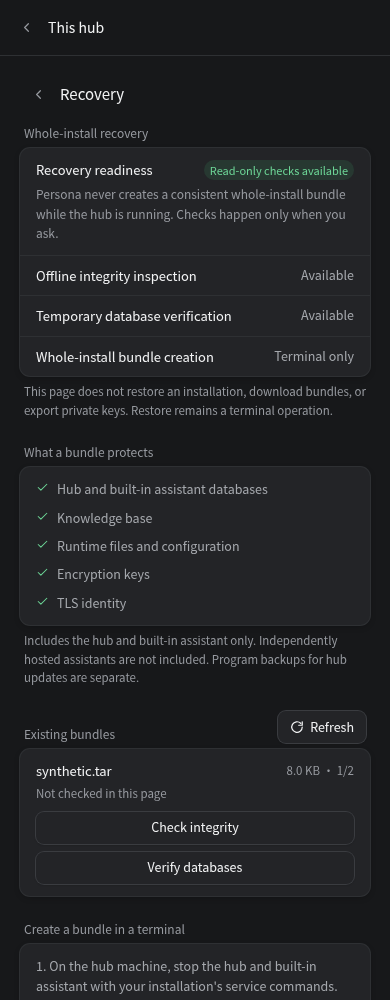 This hub
Recovery
Whole-install recovery
Recovery readiness
Read-only checks available
Persona never creates a consistent whole-install bundle
while the hub is running. Checks happen only when you
ask.
Offline integrity inspection
Available
Temporary database verification
Available
Whole-install bundle creation
Terminal only
This page does not restore an installation, download bundles, or
export private keys. Restore remains a terminal operation.
What a bundle protects
Hub and built-in assistant databases
Knowledge base
Runtime files and configuration
Encryption keys
TLS identity
Includes the hub and built-in assistant only. Independently
hosted assistants are not included. Program backups for hub
updates are separate.
Existing bundles
Refresh
synthetic.tar
8.0 KB • 1/2
Not checked in this page
Check integrity
Verify databases
Create a bundle in a terminal
1. On the hub machine, stop the hub and built-in
assistant with your installation's service commands.